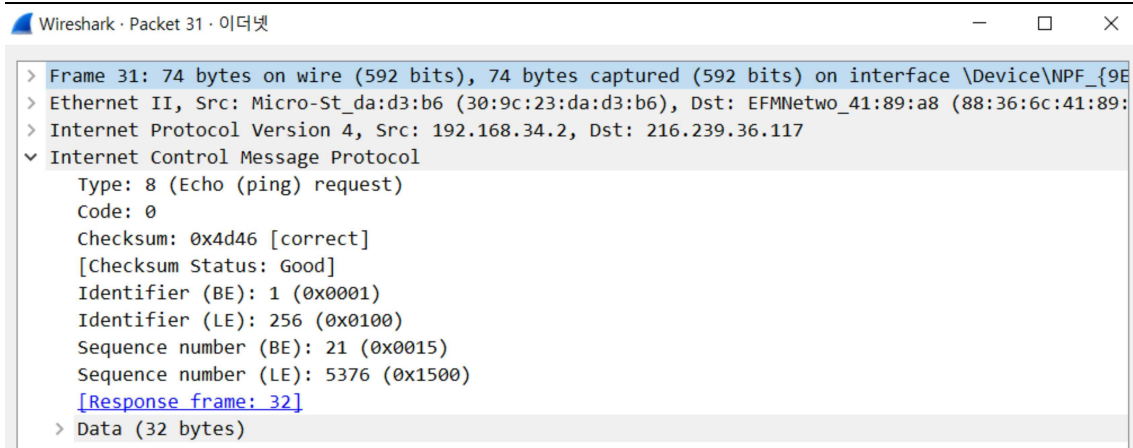 Wireshark · Packet 31 · 이더넷
Frame 31: 74 bytes on wire (592 bits), 74 bytes captured (592 bits) on interface \Device\NPF_{9E
Ethernet II, Src: Micro-St_da:d3:b6 (30:9c:23:da:d3:b6), Dst: EFMNetwo_41:89:a8 (88:36:6c:41:89:
Internet Protocol Version 4, Src: 192.168.34.2, Dst: 216.239.36.117
Internet Control Message Protocol
Type: 8 (Echo (ping) request)
Code: 0
Checksum: 0x4d46 [correct]
[Checksum Status: Good]
Identifier (BE): 1 (0x0001)
Identifier (LE): 256 (0x0100)
Sequence number (BE): 21 (0x0015)
Sequence number (LE): 5376 (0x1500)
[Response frame: 32]
Data (32 bytes)